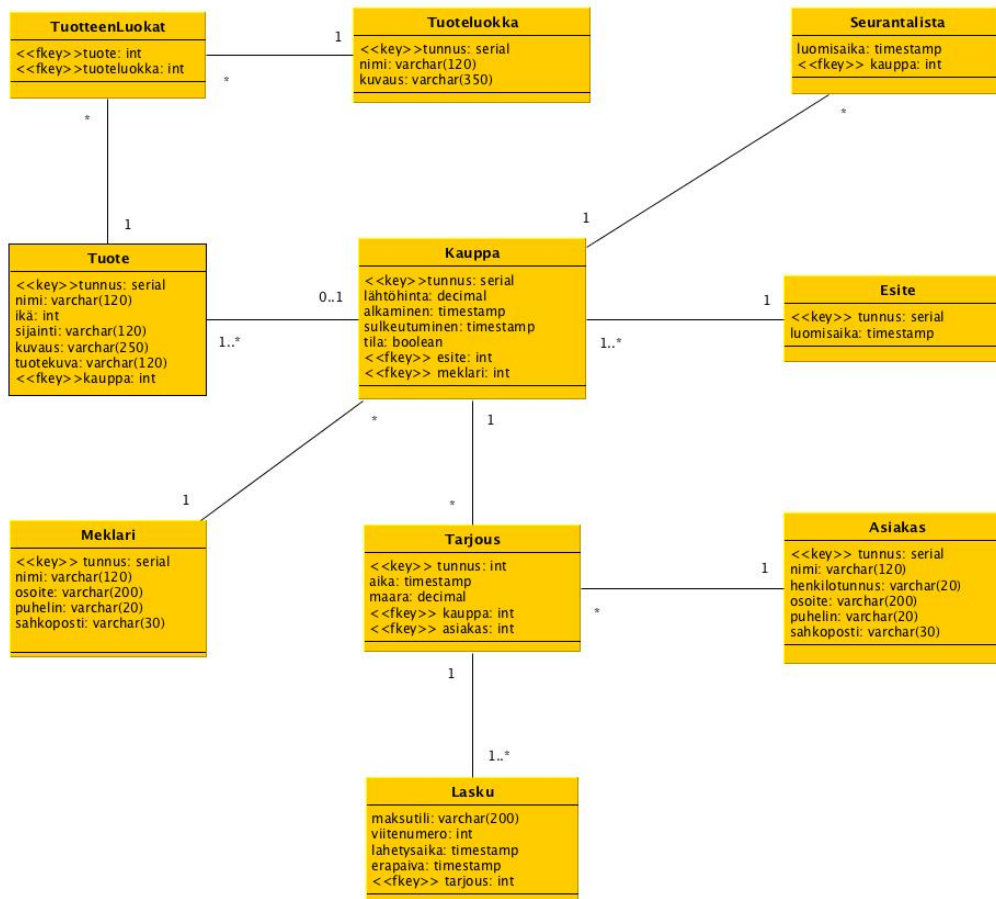 TuotteenLuokat
<<fkey>>tuote: int
<<fkey>>tuoteluokka: int
1
*
Tuoteluokka
<<key>>tunnus: serial
nimi: varchar(120)
kuvaus: varchar(350)
Seurantalista
luomisaika: timestamp
<<fkey>> kauppa: int
*
*
1
1
Tuote
<<key>>tunnus: serial
nimi: varchar(120)
ikä: int
sijainti: varchar(120)
kuvaus: varchar(250)
tuotekuva: varchar(120)
<<fkey>>kauppa: int
0..1
1..*
Kauppa
<<key>>tunnus: serial
lähtöhinta: decimal
alkaminen: timestamp
sulkeutuminen: timestamp
tila: boolean
<<fkey>> esite: int
<<fkey>> meklari: int
1
1..*
Esite
<<key>> tunnus: serial
luomisaika: timestamp
*
1
1
*
Meklari
<<key>> tunnus: serial
nimi: varchar(120)
osoite: varchar(200)
puhelin: varchar(20)
sahkoposti: varchar(30)
Tarjous
<<key>> tunnus: int
aika: timestamp
maara: decimal
<<fkey>> kauppa: int
<<fkey>> asiakas: int
1
*
Asiakas
<<key>> tunnus: serial
nimi: varchar(120)
henkilotunnus: varchar(20)
osoite: varchar(200)
puhelin: varchar(20)
sahkoposti: varchar(30)
1
1..*
Lasku
maksutili: varchar(200)
viitenumero: int
lahetysaika: timestamp
erapaiva: timestamp
<<fkey>> tarjous: int